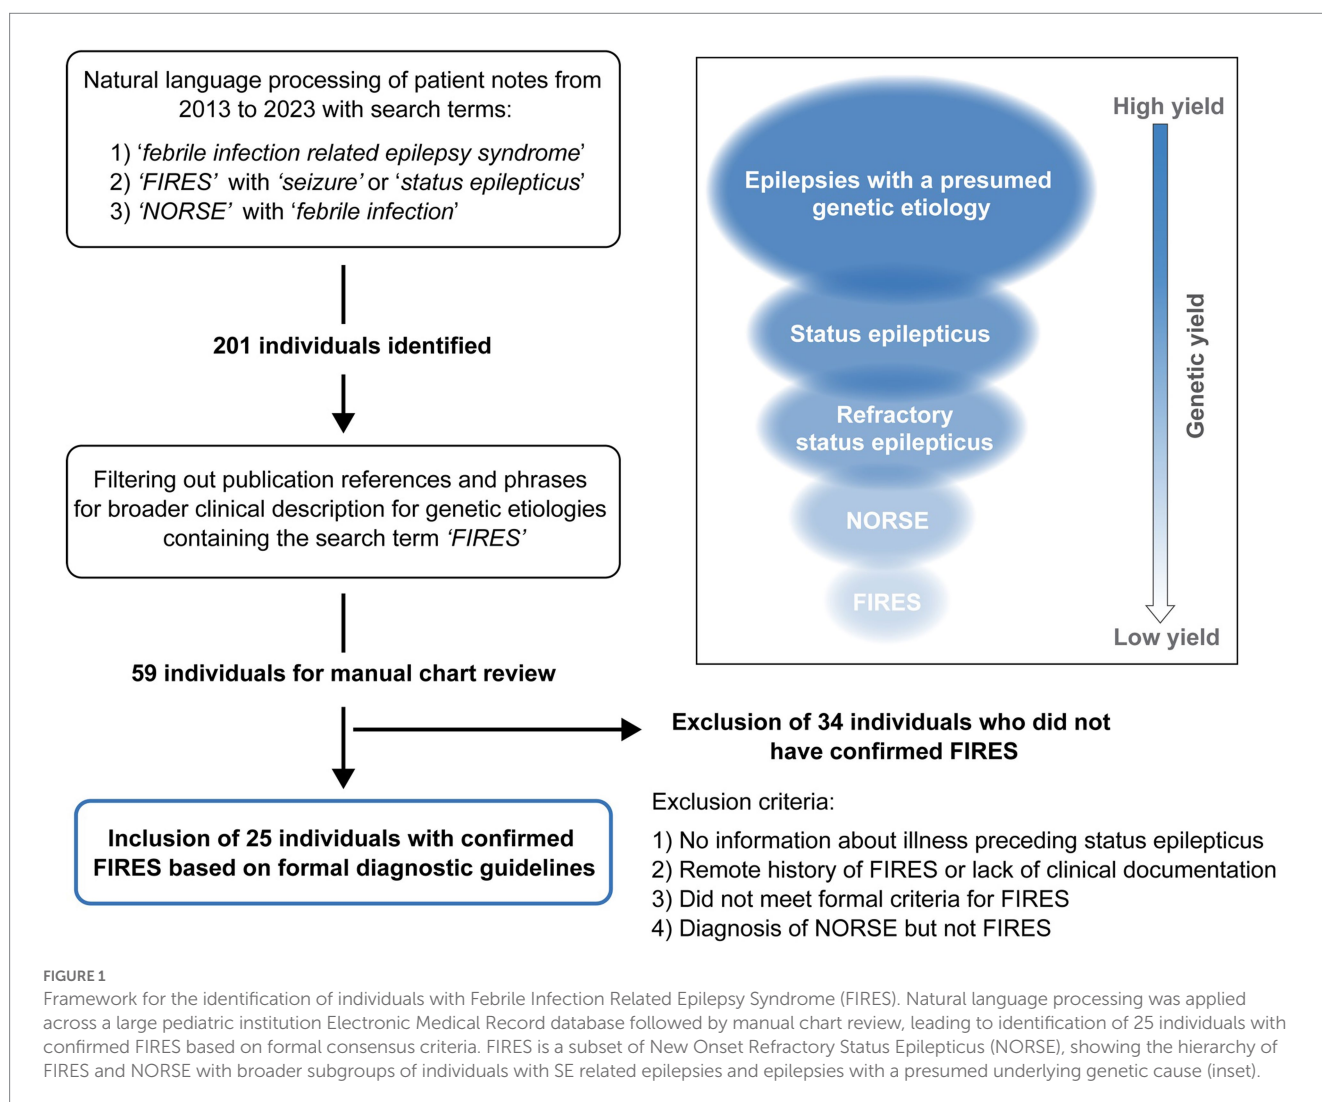 Natural language processing of patient notes from
2013 to 2023 with search terms:
1) ‘febrile infection related epilepsy syndrome’
2) ‘FIRES’ with ‘seizure’ or ‘status epilepticus’
3) ‘NORSE’ with ‘febrile infection’
201 individuals identified
Filtering out publication references and phrases
for broader clinical description for genetic etiologies
containing the search term ‘FIRES’
59 individuals for manual chart review
Exclusion of 34 individuals who did not
have confirmed FIRES
Inclusion of 25 individuals with confirmed
FIRES based on formal diagnostic guidelines
Exclusion criteria:
1) No information about illness preceding status epilepticus
2) Remote history of FIRES or lack of clinical documentation
3) Did not meet formal criteria for FIRES
4) Diagnosis of NORSE but not FIRES
Epilepsies with a presumed
genetic etiology
Status epilepticus
Refractory
status epilepticus
NORSE
FIRES
High yield
Genetic yield
Low yield
FIGURE 1
Framework for the identification of individuals with Febrile Infection Related Epilepsy Syndrome (FIRES). Natural language processing was applied
across a large pediatric institution Electronic Medical Record database followed by manual chart review, leading to identification of 25 individuals with
confirmed FIRES based on formal consensus criteria. FIRES is a subset of New Onset Refractory Status Epilepticus (NORSE), showing the hierarchy of
FIRES and NORSE with broader subgroups of individuals with SE related epilepsies and epilepsies with a presumed underlying genetic cause (inset).